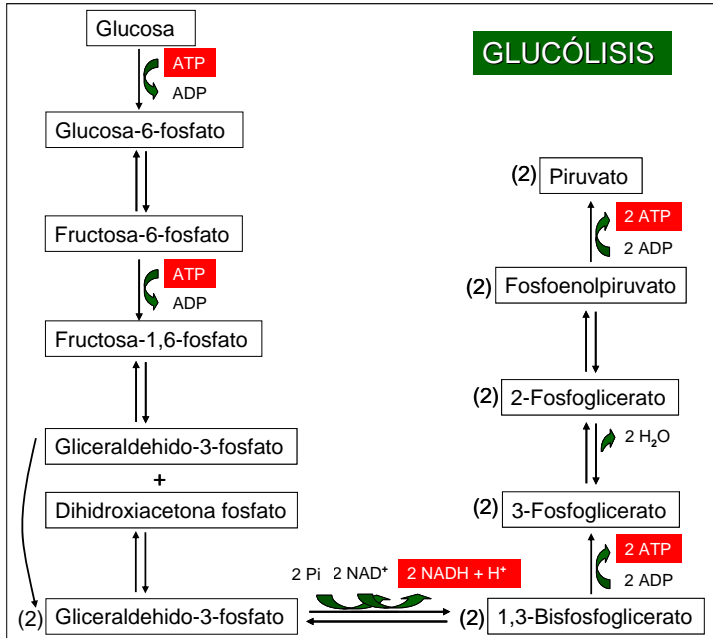 Glucosa
ATP
ADP
Glucosa-6-fosfato
Fructosa-6-fosfato
ATP
ADP
Fructosa-1,6-fosfato
Gliceraldehido-3-fosfato
+
Dihidroxiacetona fosfato
(2) Gliceraldehido-3-fosfato
2 Pi 2 NAD⁺ 2 NADH + H⁺
GLUCÓLISIS
(2) Piruvato
2 ATP
2 ADP
(2) Fosfoenolpiruvato
(2) 2-Fosfoglicerato
2 H₂O
(2) 3-Fosfoglicerato
2 ATP
2 ADP
(2) 1,3-Bisfosfoglicerato